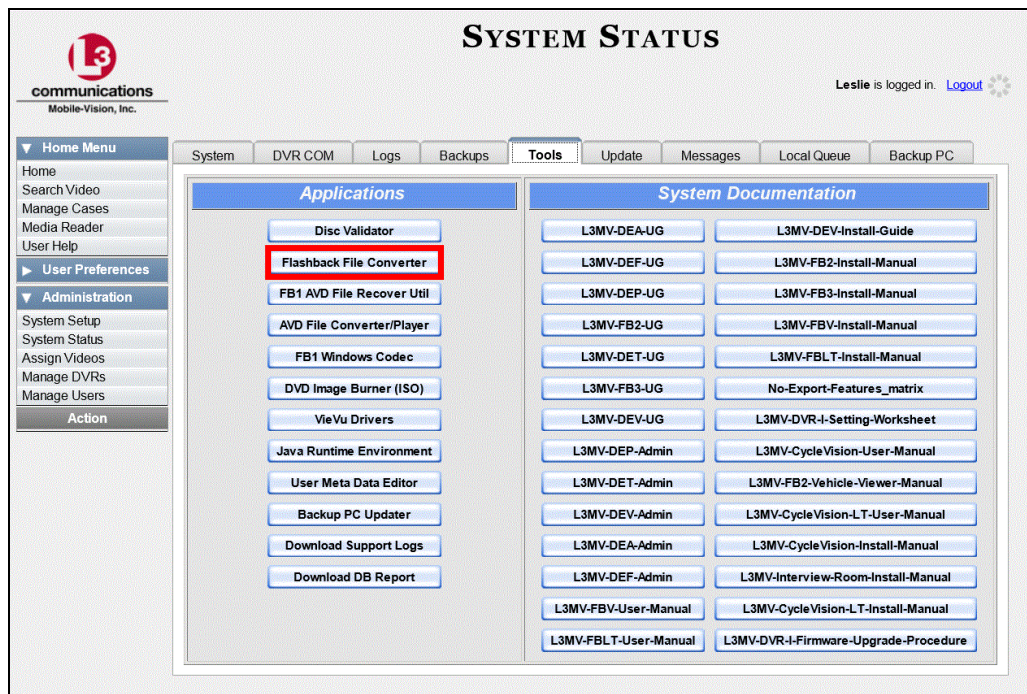 SYSTEM STATUS
L3
communications
Mobile-Vision, Inc.
Leslie is logged in. Logout
▼ Home Menu
Home
Search Video
Manage Cases
Media Reader
User Help
▶ User Preferences
▼ Administration
System Setup
System Status
Assign Videos
Manage DVRs
Manage Users
Action
System DVR COM Logs Backups Tools Update Messages Local Queue Backup PC
Applications
Disc Validator
Flashback File Converter
FB1 AVD File Recover Util
AVD File Converter/Player
FB1 Windows Codec
DVD Image Burner (ISO)
VieVu Drivers
Java Runtime Environment
User Meta Data Editor
Backup PC Updater
Download Support Logs
Download DB Report
System Documentation
L3MV-DEA-UG L3MV-DEV-Install-Guide
L3MV-DEF-UG L3MV-FB2-Install-Manual
L3MV-DEP-UG L3MV-FB3-Install-Manual
L3MV-FB2-UG L3MV-FBV-Install-Manual
L3MV-DET-UG L3MV-FBLT-Install-Manual
L3MV-FB3-UG No-Export-Features_matrix
L3MV-DEV-UG L3MV-DVR-I-Setting-Worksheet
L3MV-DEP-Admin L3MV-CycleVision-User-Manual
L3MV-DET-Admin L3MV-FB2-Vehicle-Viewer-Manual
L3MV-DEV-Admin L3MV-CycleVision-LT-User-Manual
L3MV-DEA-Admin L3MV-CycleVision-Install-Manual
L3MV-DEF-Admin L3MV-Interview-Room-Install-Manual
L3MV-FBV-User-Manual L3MV-CycleVision-LT-Install-Manual
L3MV-FBLT-User-Manual L3MV-DVR-I-Firmware-Upgrade-Procedure